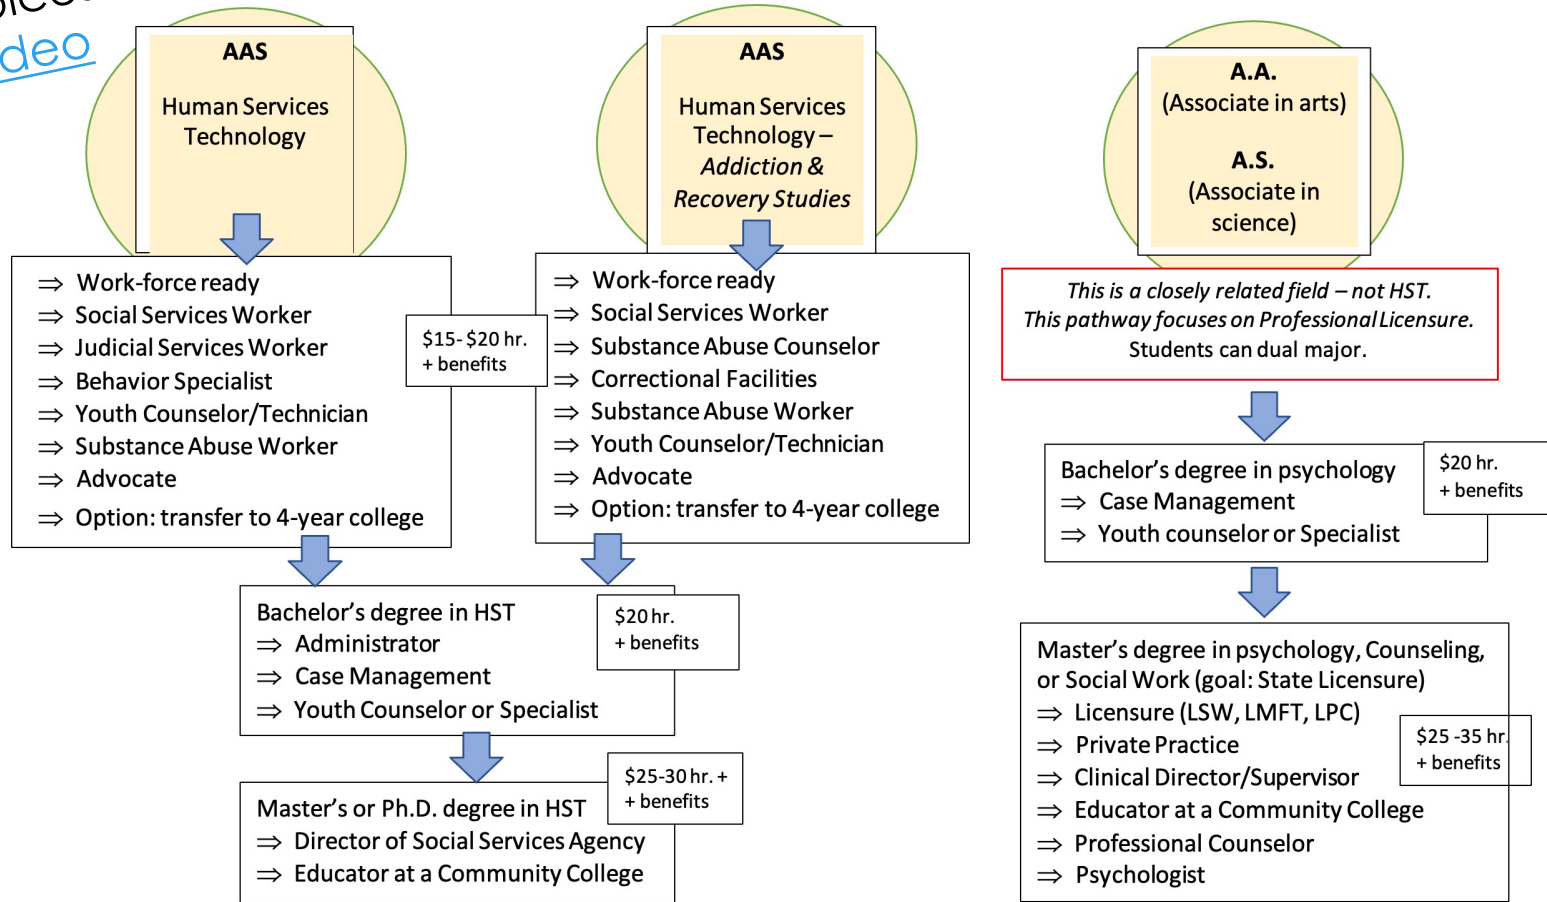 deo
AAS
Human Services
Technology
⇒ Work-force ready
⇒ Social Services Worker
⇒ Judicial Services Worker
⇒ Behavior Specialist
⇒ Youth Counselor/Technician
⇒ Substance Abuse Worker
⇒ Advocate
⇒ Option: transfer to 4-year college
$15- $20 hr.
+ benefits
AAS
Human Services
Technology –
Addiction &
Recovery Studies
⇒ Work-force ready
⇒ Social Services Worker
⇒ Substance Abuse Counselor
⇒ Correctional Facilities
⇒ Substance Abuse Worker
⇒ Youth Counselor/Technician
⇒ Advocate
⇒ Option: transfer to 4-year college
Bachelor’s degree in HST
⇒ Administrator
⇒ Case Management
⇒ Youth Counselor or Specialist
$20 hr.
+ benefits
Master’s or Ph.D. degree in HST
⇒ Director of Social Services Agency
⇒ Educator at a Community College
$25-30 hr. +
+ benefits
A.A.
(Associate in arts)
A.S.
(Associate in
science)
This is a closely related field – not HST.
This pathway focuses on Professional Licensure.
Students can dual major.
Bachelor’s degree in psychology
⇒ Case Management
⇒ Youth counselor or Specialist
$20 hr.
+ benefits
Master’s degree in psychology, Counseling,
or Social Work (goal: State Licensure)
⇒ Licensure (LSW, LMFT, LPC)
⇒ Private Practice
⇒ Clinical Director/Supervisor
⇒ Educator at a Community College
⇒ Professional Counselor
⇒ Psychologist
$25 -35 hr.
+ benefits